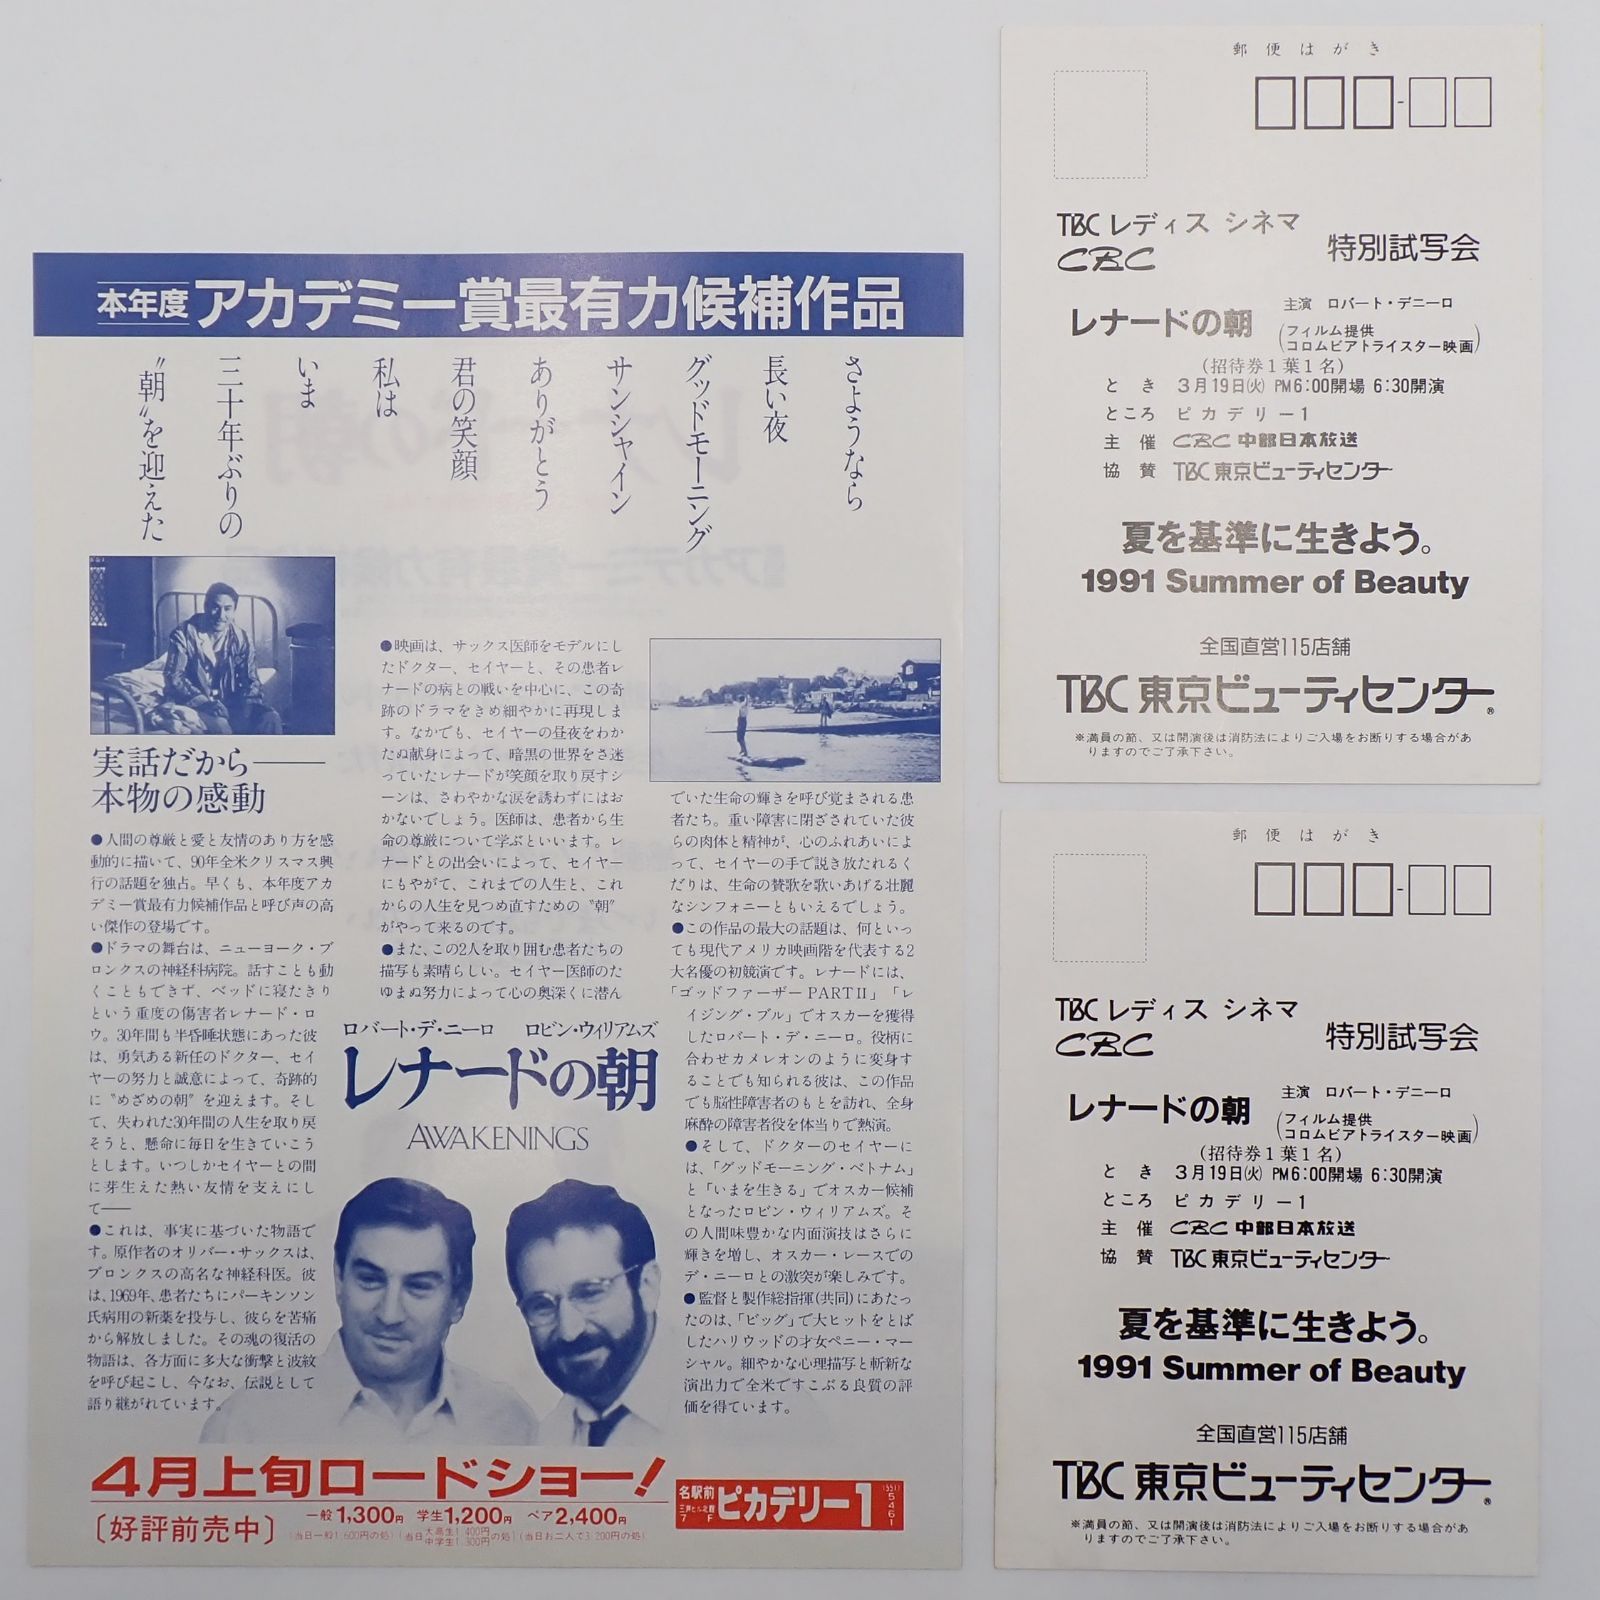 本年度アカデミー賞最有力候補作品
さようなら
長い夜
グッドモーニング
サンシャイン
ありがとう
君の笑顔
私は
いま
三十年ぶりの
〝朝〟を迎えた
実話だから——
本物の感動
●人間の尊厳と愛と友情のあり方を感
動的に描いて、90年全米クリスマス興
行の話題を独占。早くも、本年度アカ
デミー賞最有力候補作品と呼び声の高
い傑作の登場です。
●ドラマの舞台は、ニューヨーク・ブ
ロンクスの神経科病院。話すことも動
くこともできず、ベッドに寝たきり
という重度の傷害者レナード・ロ
ウ。30年間も半昏睡状態にあった彼
は、勇気ある新任のドクター、セイ
ヤーの努力と誠意によって、奇跡的
に〝めざめの朝〟を迎えます。そし
て、失われた30年間の人生を取り戻
そうと、懸命に毎日を生きていこう
とします。いつしかセイヤーとの間
に芽生えた熱い友情を支えにし
て——
●これは、事実に基づいた物語で
す。原作者のオリバー・サックスは、
ブロンクスの高名な神経科医。彼
は、1969年、患者たちにパーキンソン
氏病用の新薬を投与し、彼らを苦痛
から解放しました。その魂の復活の
物語は、各方面に多大な衝撃と波紋
を呼び起こし、今なお、伝説として
語り継がれています。
●映画は、サックス医師をモデルにし
たドクター、セイヤーと、その患者レ
ナードの病との戦いを中心に、この奇
跡のドラマをきめ細やかに再現しま
す。なかでも、セイヤーの昼夜をわか
たぬ献身によって、暗黒の世界をさ迷
っていたレナードが笑顔を取り戻すシ
ーンは、さわやかな涙を誘わずにはお
かないでしょう。医師は、患者から生
命の尊厳について学ぶといいます。レ
ナードとの出会いによって、セイヤー
にもやがて、これまでの人生と、これ
からの人生を見つめ直すための〝朝〟
がやって来るのです。
●また、この2人を取り囲む患者たちの
描写も素晴らしい。セイヤー医師のた
ゆまぬ努力によって心の奥深くに潜ん
でいた生命の輝きを呼び覚まされる患
者たち。重い障害に閉ざされていた彼
らの肉体と精神が、心のふれあいによ
って、セイヤーの手で説き放たれるく
だりは、生命の賛歌を歌いあげる壮麗
なシンフォニーともいえるでしょう。
●この作品の最大の話題は、何といっ
ても現代アメリカ映画階を代表する2
大名優の初競演です。レナードには、
「ゴッドファーザーPARTII」「レ
イジング・ブル」でオスカーを獲得
したロバート・デ・ニーロ。役柄に
合わせカメレオンのように変身す
ることでも知られる彼は、この作品
でも脳性障害者のもとを訪れ、全身
麻酔の障害者役を体当りで熱演。
●そして、ドクターのセイヤーに
は、「グッドモーニング・ベトナム」
と「いまを生きる」でオスカー候補
となったロビン・ウィリアムズ。そ
の人間味豊かな内面演技はさらに
輝きを増し、オスカー・レースでの
デ・ニーロとの激突が楽しみです。
●監督と製作総指揮(共同)にあたっ
たのは、「ビッグ」で大ヒットをとば
したハリウッドの才女ペニー・マー
シャル。細やかな心理描写と斬新な
演出力で全米ですこぶる良質の評
価を得ています。
ロバート・デ・ニーロ ロビン・ウィリアムズ
レナードの朝
AWAKENINGS
4月上旬ロードショー!
〔好評前売中〕
一般1,300円 学生1,200円 ペア2,400円
(当日一般1,600円の処) (当日 大高生1,400円 中学生1,300円 の処) (当日お二人で3,200円の処)
名駅前
7F
ピカデリー1
(551)5461
郵便はがき
TBC レディス シネマ
CBC
特別試写会
レナードの朝
主演 ロバート・デニーロ
(フィルム提供
コロムビアトライスター映画)
(招待券1葉1名)
とき 3月19日(火) PM6:00開場 6:30開演
ところ ピカデリー1
主催 CBC 中部日本放送
協賛 TBC 東京ビューティセンター
夏を基準に生きよう。
1991 Summer of Beauty
全国直営115店舗
TBC 東京ビューティセンター®
※満員の節、又は開演後は消防法によりご入場をお断りする場合があ
りますのでご了承下さい。
郵便はがき
TBC レディス シネマ
CBC
特別試写会
レナードの朝
主演 ロバート・デニーロ
(フィルム提供
コロムビアトライスター映画)
(招待券1葉1名)
とき 3月19日(火) PM6:00開場 6:30開演
ところ ピカデリー1
主催 CBC 中部日本放送
協賛 TBC 東京ビューティセンター
夏を基準に生きよう。
1991 Summer of Beauty
全国直営115店舗
TBC 東京ビューティセンター®
※満員の節、又は開演後は消防法によりご入場をお断りする場合があ
りますのでご了承下さい。